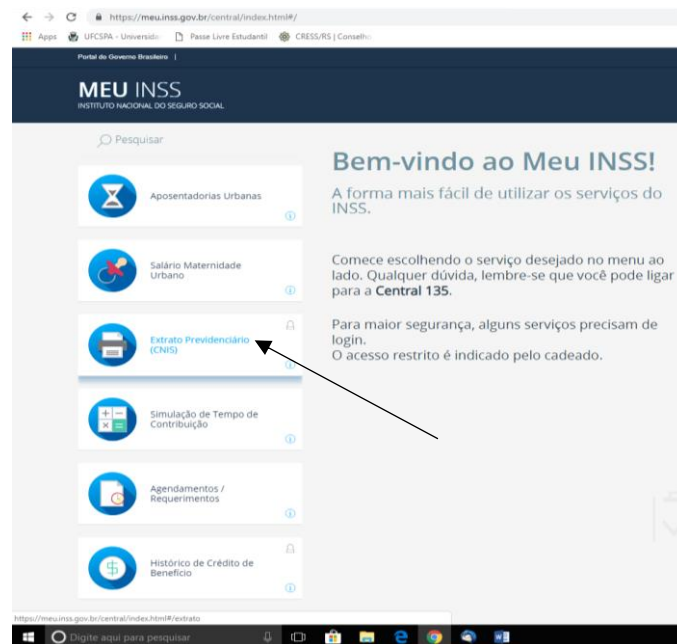 https://meu.inss.gov.br/central/index.html#/
Apps UFCSPA - Universida Passe Livre Estudantil CRESS/RS | Conselh
Portal do Governo Brasileiro |
MEU INSS
INSTITUTO NACIONAL DO SEGURO SOCIAL
Pesquisar
Aposentadorias Urbanas
Salário Maternidade
Urbano
Extrato Previdenciário
(CNIS)
Simulação de Tempo de
Contribuição
Agendamentos /
Requerimentos
Histórico de Crédito de
Benefício
Bem-vindo ao Meu INSS!
A forma mais fácil de utilizar os serviços do
INSS.
Comece escolhendo o serviço desejado no menu ao
lado. Qualquer dúvida, lembre-se que você pode ligar
para a Central 135.
Para maior segurança, alguns serviços precisam de
login.
O acesso restrito é indicado pelo cadeado.
https://meu.inss.gov.br/central/index.html#/extrato
Digite aqui para pesquisar